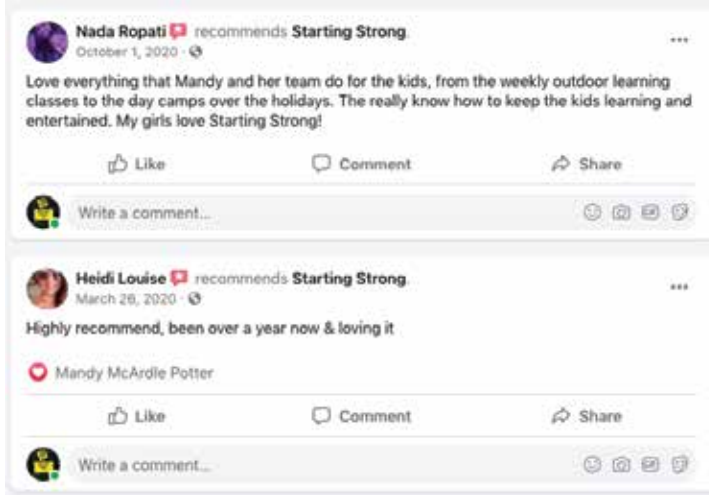 Nada Ropati recommends Starting Strong.
October 1, 2020 ·
Love everything that Mandy and her team do for the kids, from the weekly outdoor learning
classes to the day camps over the holidays. The really know how to keep the kids learning and
entertained. My girls love Starting Strong!
Like Comment Share
Write a comment...
Heidi Louise recommends Starting Strong.
March 26, 2020 ·
Highly recommend, been over a year now & loving it
Mandy McArdle Potter
Like Comment Share
Write a comment...